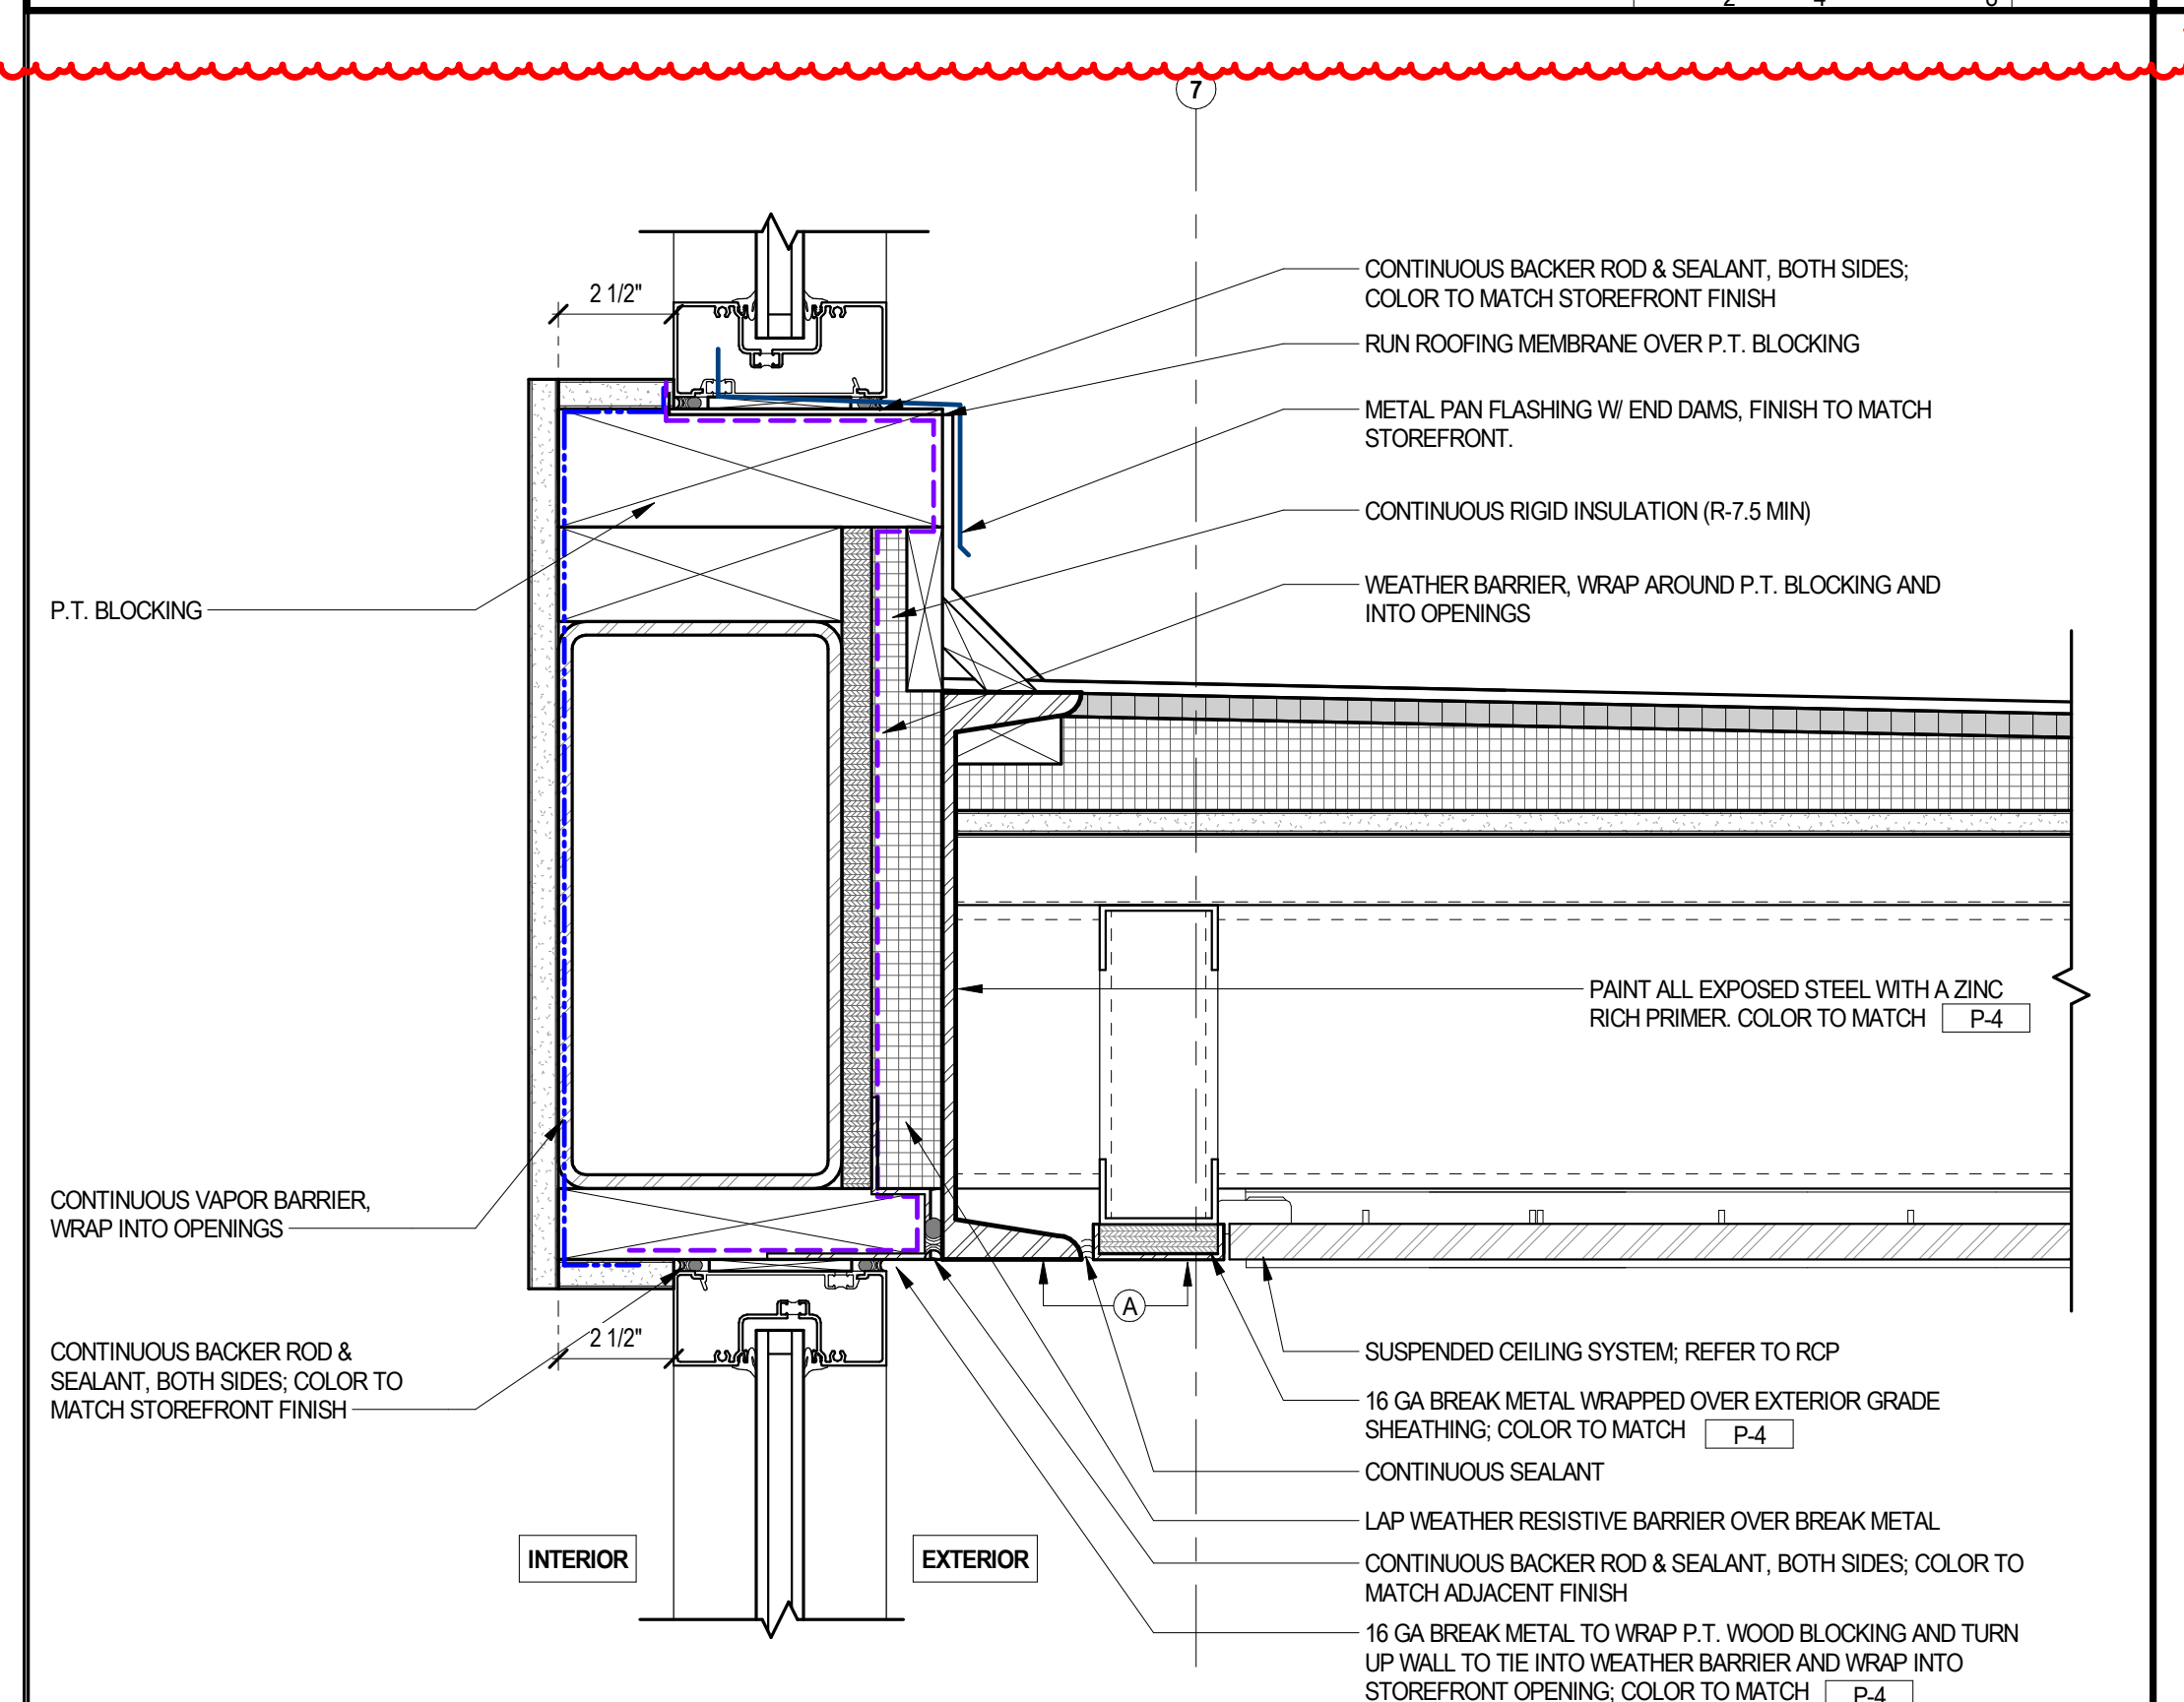 7
2 1/2"
CONTINUOUS BACKER ROD & SEALANT, BOTH SIDES;
COLOR TO MATCH STOREFRONT FINISH
RUN ROOFING MEMBRANE OVER P.T. BLOCKING
METAL PAN FLASHING W/ END DAMS, FINISH TO MATCH
STOREFRONT.
CONTINUOUS RIGID INSULATION (R-7.5 MIN)
WEATHER BARRIER, WRAP AROUND P.T. BLOCKING AND
INTO OPENINGS
P.T. BLOCKING
PAINT ALL EXPOSED STEEL WITH A ZINC
RICH PRIMER. COLOR TO MATCH P-4
CONTINUOUS VAPOR BARRIER,
WRAP INTO OPENINGS
A
2 1/2"
CONTINUOUS BACKER ROD &
SEALANT, BOTH SIDES; COLOR TO
MATCH STOREFRONT FINISH
SUSPENDED CEILING SYSTEM; REFER TO RCP
16 GA BREAK METAL WRAPPED OVER EXTERIOR GRADE
SHEATHING; COLOR TO MATCH P-4
CONTINUOUS SEALANT
LAP WEATHER RESISTIVE BARRIER OVER BREAK METAL
INTERIOR
EXTERIOR
CONTINUOUS BACKER ROD & SEALANT, BOTH SIDES; COLOR TO
MATCH ADJACENT FINISH
16 GA BREAK METAL TO WRAP P.T. WOOD BLOCKING AND TURN
UP WALL TO TIE INTO WEATHER BARRIER AND WRAP INTO
STOREFRONT OPENING; COLOR TO MATCH P-4